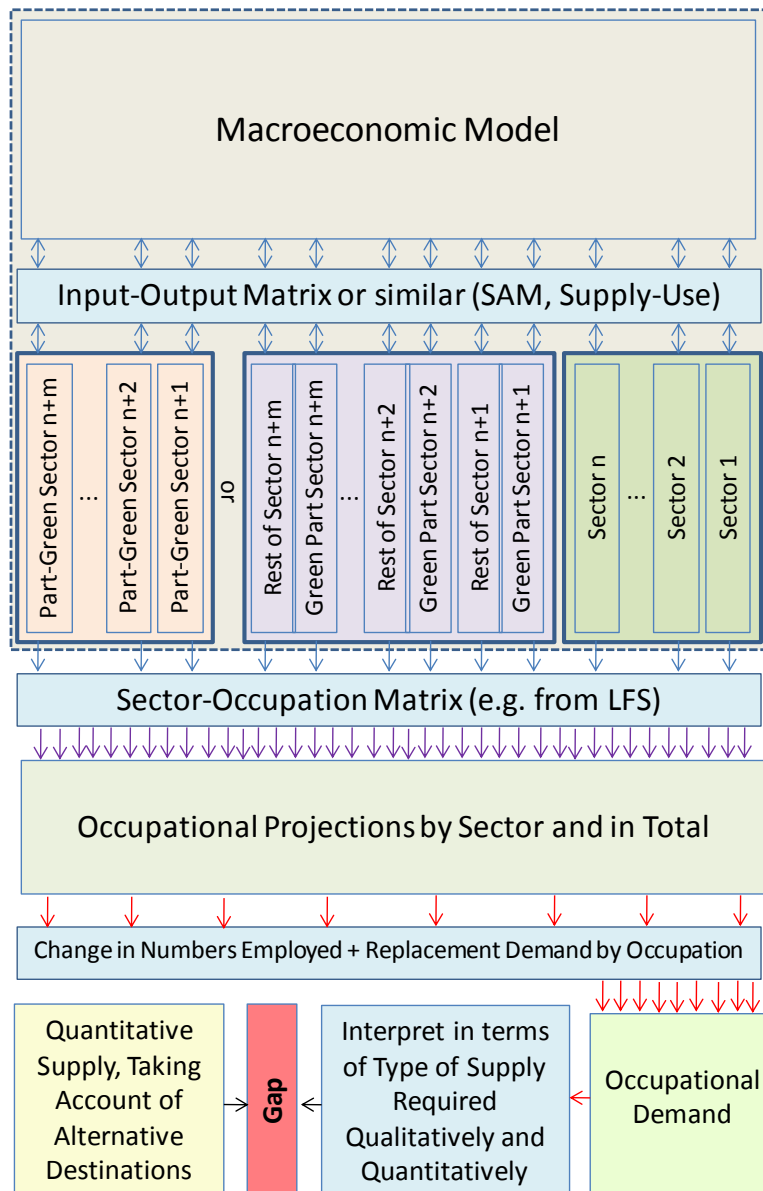 Macroeconomic Model
Input-Output Matrix or similar (SAM, Supply-Use)
Part-Green Sector n+m
...
Part-Green Sector n+2
Part-Green Sector n+1
or
Rest of Sector n+m
Green Part Sector n+m
...
Rest of Sector n+2
Green Part Sector n+2
Rest of Sector n+1
Green Part Sector n+1
Sector n
...
Sector 2
Sector 1
Sector-Occupation Matrix (e.g. from LFS)
Occupational Projections by Sector and in Total
Change in Numbers Employed + Replacement Demand by Occupation
Quantitative
Supply, Taking
Account of
Alternative
Destinations
Gap
Interpret in terms
of Type of Supply
Required
Qualitatively and
Quantitatively
Occupational
Demand